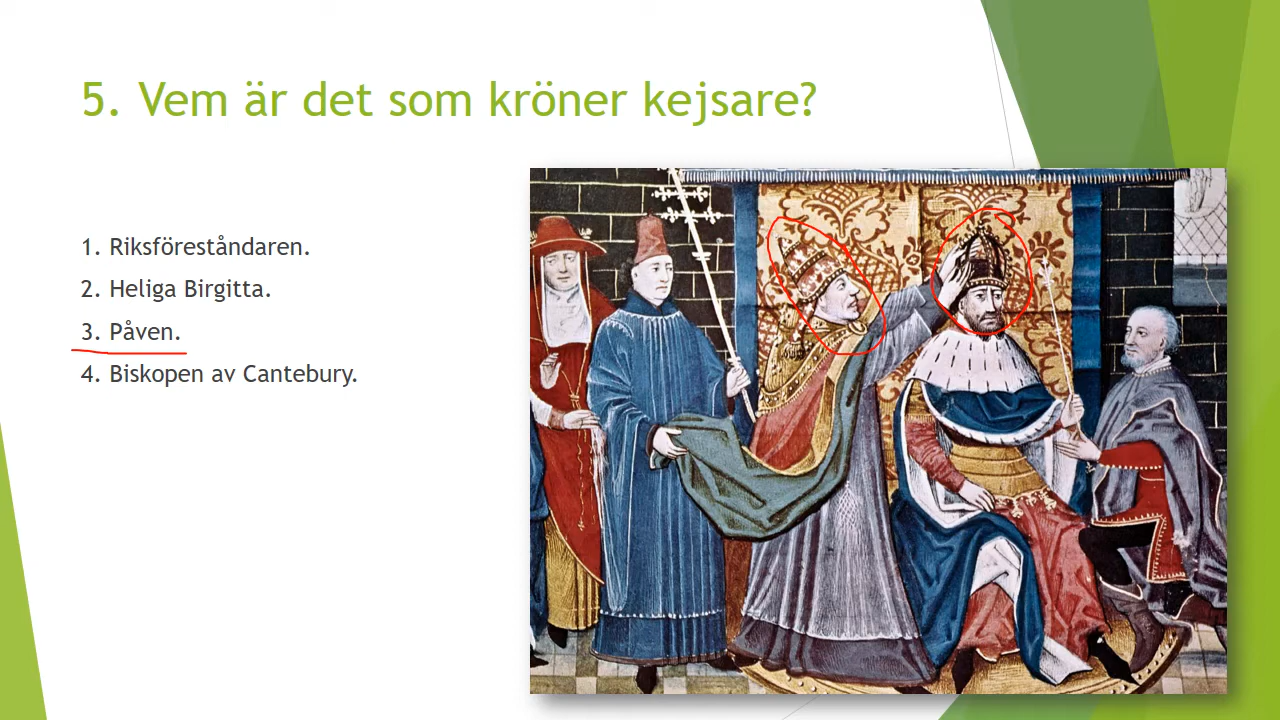 5. Vem är det som kröner kejsare?
1. Riksföreståndaren.
2. Heliga Birgitta.
3. Påven.
4. Biskopen av Cantebury.